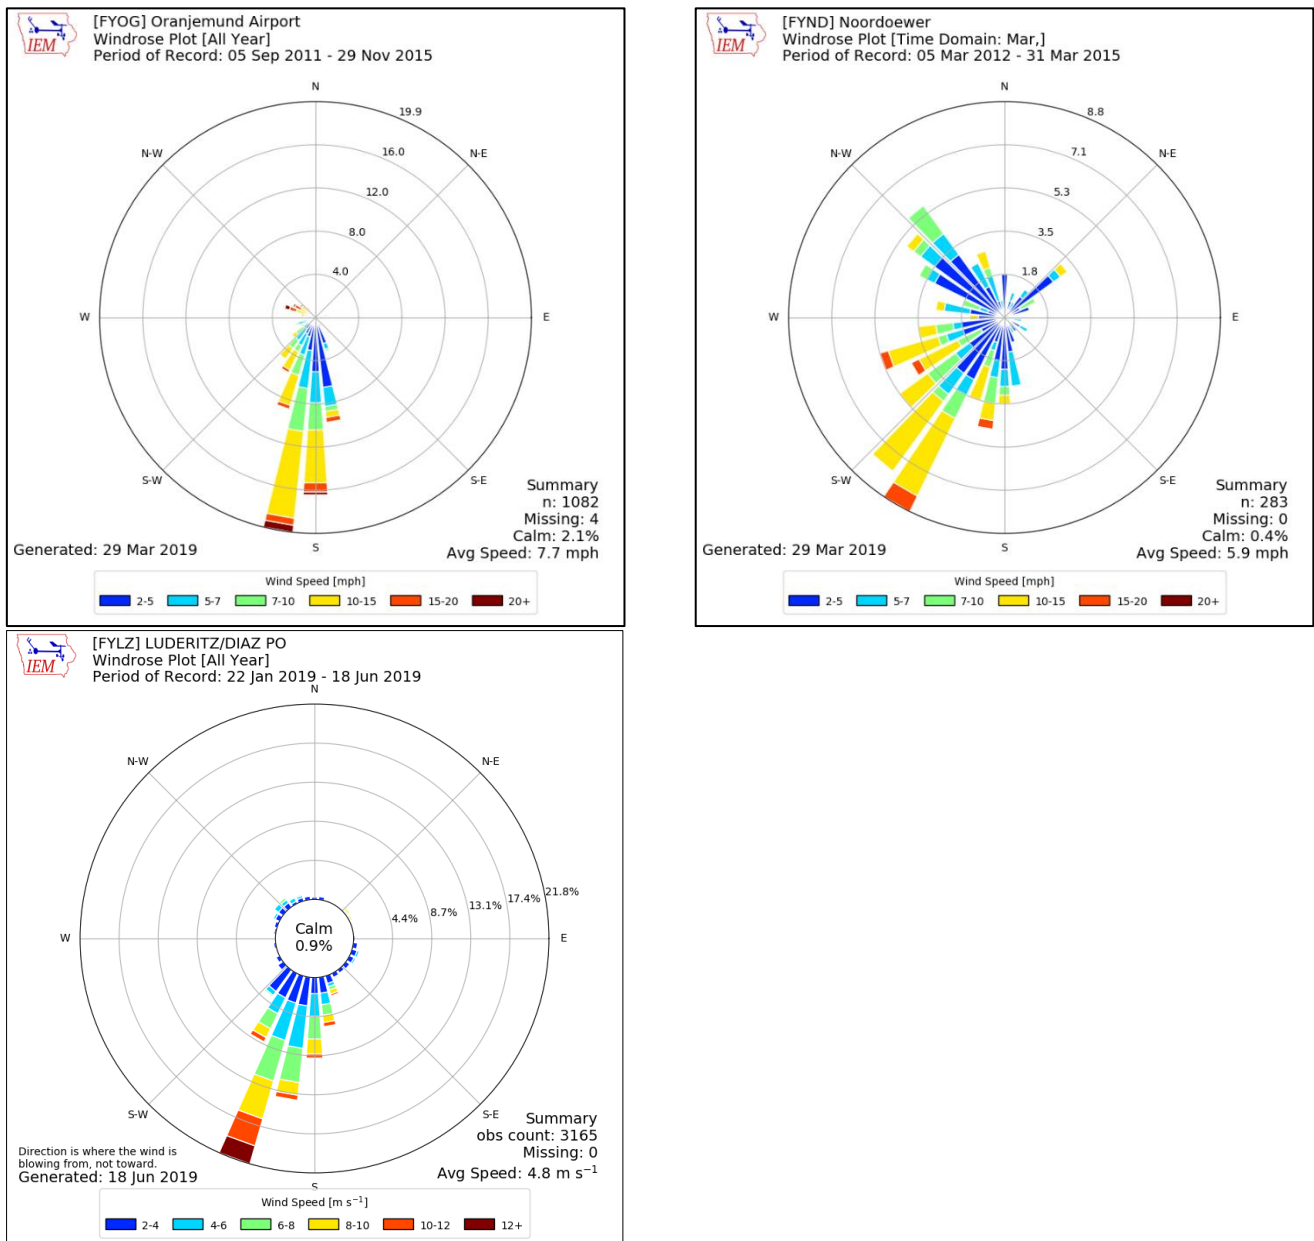 IEM
[FYOG] Oranjemund Airport
Windrose Plot [All Year]
Period of Record: 05 Sep 2011 - 29 Nov 2015
N
19.9
N-W
16.0
N-E
12.0
8.0
4.0
W
E
S-W
S-E
S
Summary
n: 1082
Missing: 4
Calm: 2.1%
Avg Speed: 7.7 mph
Generated: 29 Mar 2019
Wind Speed [mph]
2-5 5-7 7-10 10-15 15-20 20+
IEM
[FYND] Noordoewer
Windrose Plot [Time Domain: Mar,]
Period of Record: 05 Mar 2012 - 31 Mar 2015
N
8.8
N-W
7.1
N-E
5.3
3.5
1.8
W
E
S-W
S-E
S
Summary
n: 283
Missing: 0
Calm: 0.4%
Avg Speed: 5.9 mph
Generated: 29 Mar 2019
Wind Speed [mph]
2-5 5-7 7-10 10-15 15-20 20+
IEM
[FYLZ] LUDERITZ/DIAZ PO
Windrose Plot [All Year]
Period of Record: 22 Jan 2019 - 18 Jun 2019
N
N-W
N-E
4.4% 8.7% 13.1% 17.4% 21.8%
Calm
0.9%
W
E
S-W
S-E
S
Summary
obs count: 3165
Missing: 0
Avg Speed: 4.8 m s⁻¹
Direction is where the wind is
blowing from, not toward.
Generated: 18 Jun 2019
Wind Speed [m s⁻¹]
2-4 4-6 6-8 8-10 10-12 12+